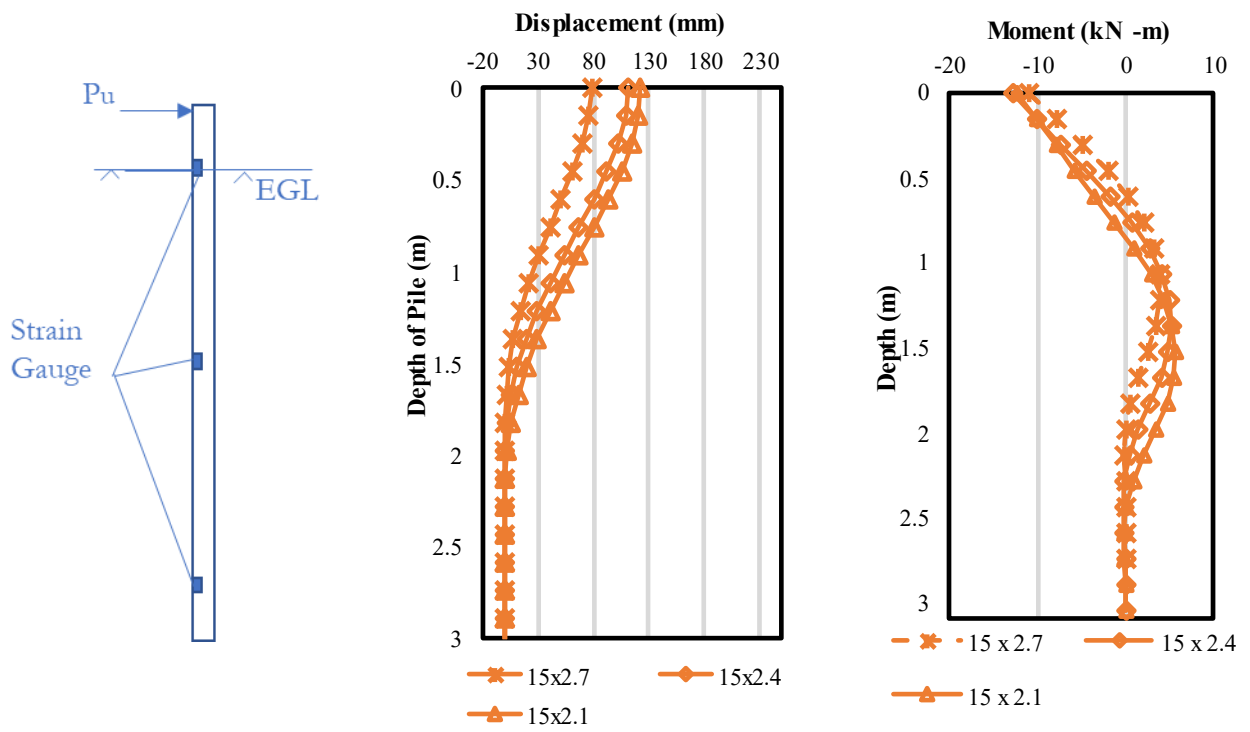 Pu
EGL
Strain
Gauge
Displacement (mm)
-20 30 80 130 180 230
Depth of Pile (m)
0
0.5
1
1.5
2
2.5
3
15x2.7 15x2.4
15x2.1
Moment (kN -m)
-20 -10 0 10
Depth (m)
0
0.5
1
1.5
2
2.5
3
15 x 2.7 15 x 2.4
15 x 2.1